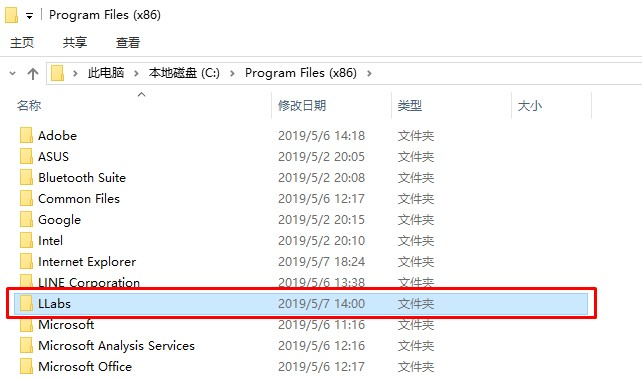 Program Files (x86)
主页 共享 查看
此电脑 > 本地磁盘 (C:) > Program Files (x86) >
名称 修改日期 类型 大小
Adobe 2019/5/6 14:18 文件夹
ASUS 2019/5/2 20:05 文件夹
Bluetooth Suite 2019/5/2 20:08 文件夹
Common Files 2019/5/6 12:17 文件夹
Google 2019/5/2 20:15 文件夹
Intel 2019/5/2 20:10 文件夹
Internet Explorer 2019/5/7 18:24 文件夹
LINE Corporation 2019/5/6 13:38 文件夹
LLabs 2019/5/7 14:00 文件夹
Microsoft 2019/5/6 11:16 文件夹
Microsoft Analysis Services 2019/5/6 12:16 文件夹
Microsoft Office 2019/5/6 12:17 文件夹